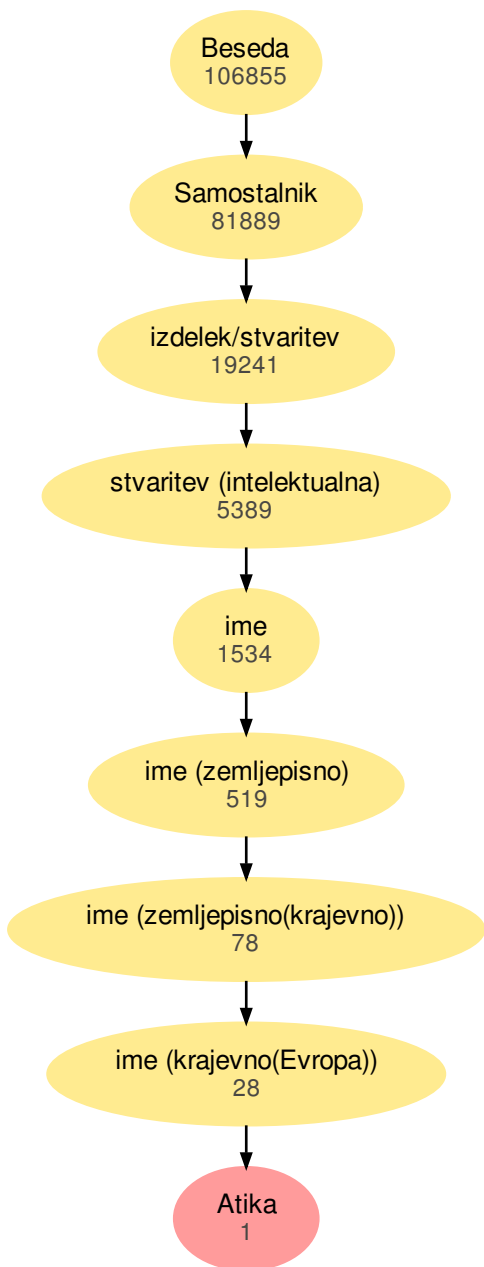 Beseda
106855
Samostalnik
81889
izdelek/stvaritev
19241
stvaritev (intelektualna)
5389
ime
1534
ime (zemljepisno)
519
ime (zemljepisno(krajevno))
78
ime (krajevno(Evropa))
28
Atika
1